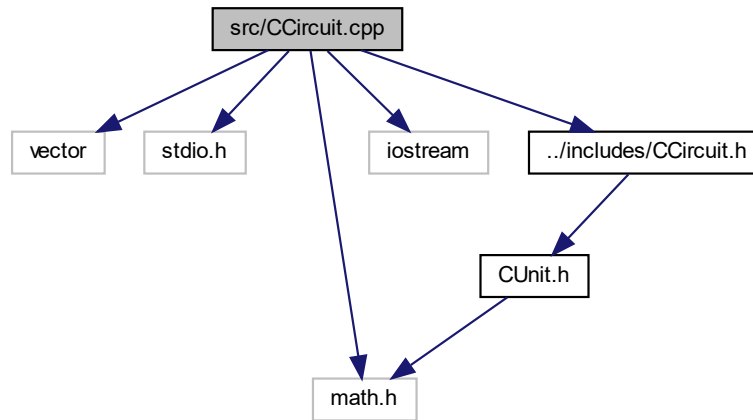 src/CCircuit.cpp
vector
stdio.h
iostream
../includes/CCircuit.h
CUnit.h
math.h